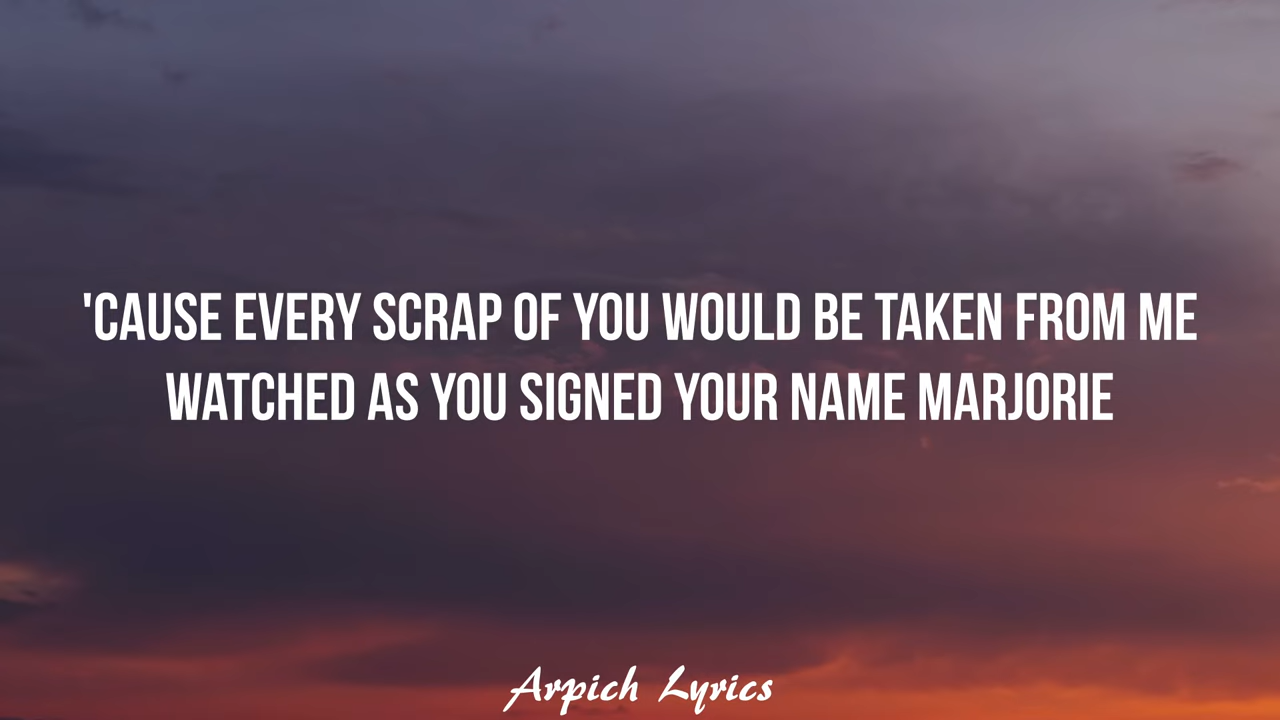 'CAUSE EVERY SCRAP OF YOU WOULD BE TAKEN FROM ME
WATCHED AS YOU SIGNED YOUR NAME MARJORIE
Arpich Lyrics